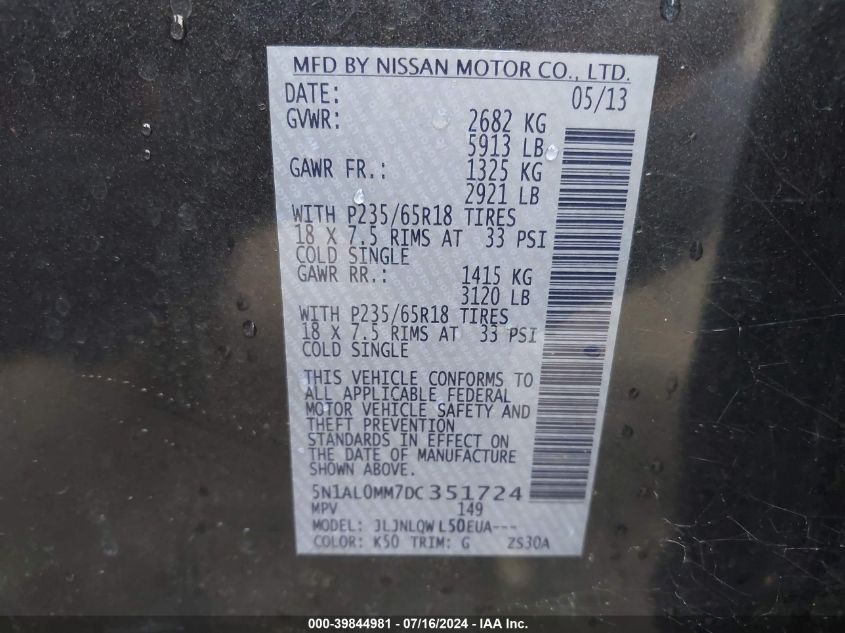 MFD BY NISSAN MOTOR CO., LTD.
DATE: 05/13
GVWR: 2682 KG
5913 LB
GAWR FR.: 1325 KG
2921 LB
WITH P235/65R18 TIRES
18 X 7.5 RIMS AT 33 PSI
COLD SINGLE
GAWR RR.: 1415 KG
3120 LB
WITH P235/65R18 TIRES
18 X 7.5 RIMS AT 33 PSI
COLD SINGLE
THIS VEHICLE CONFORMS TO
ALL APPLICABLE FEDERAL
MOTOR VEHICLE SAFETY AND
THEFT PREVENTION
STANDARDS IN EFFECT ON
THE DATE OF MANUFACTURE
SHOWN ABOVE.
5N1AL0MM7DC351724
MPV 149
MODEL: JLJNLQWL50EUA---
COLOR: K50 TRIM: G ZS30A
000-39844981 - 07/16/2024 - IAA Inc.